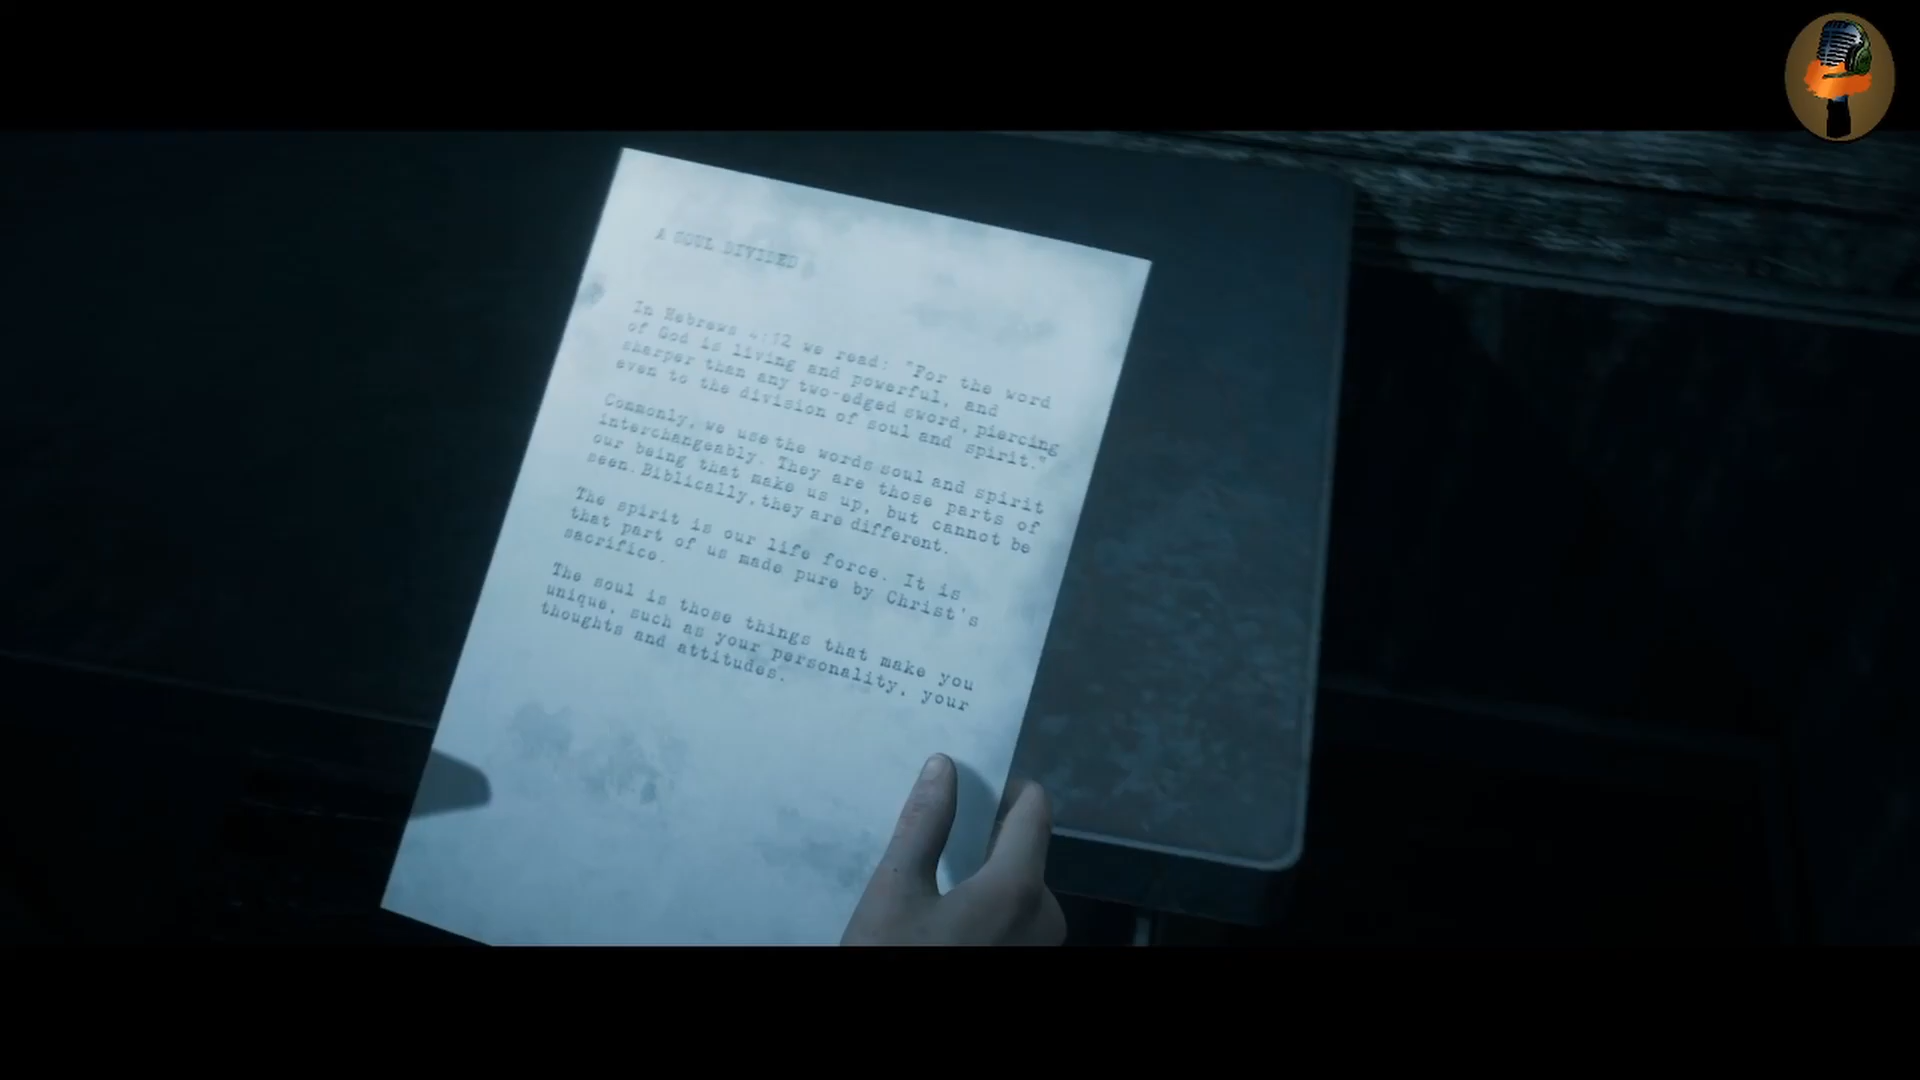 A SOUL DIVIDED
In Hebrews 4:12 we read: "For the word
of God is living and powerful, and
sharper than any two-edged sword, piercing
even to the division of soul and spirit."
Commonly, we use the words soul and spirit
interchangeably. They are those parts of
our being that make us up, but cannot be
seen. Biblically, they are different.
The spirit is our life force. It is
that part of us made pure by Christ's
sacrifice.
The soul is those things that make you
unique, such as your personality, your
thoughts and attitudes.